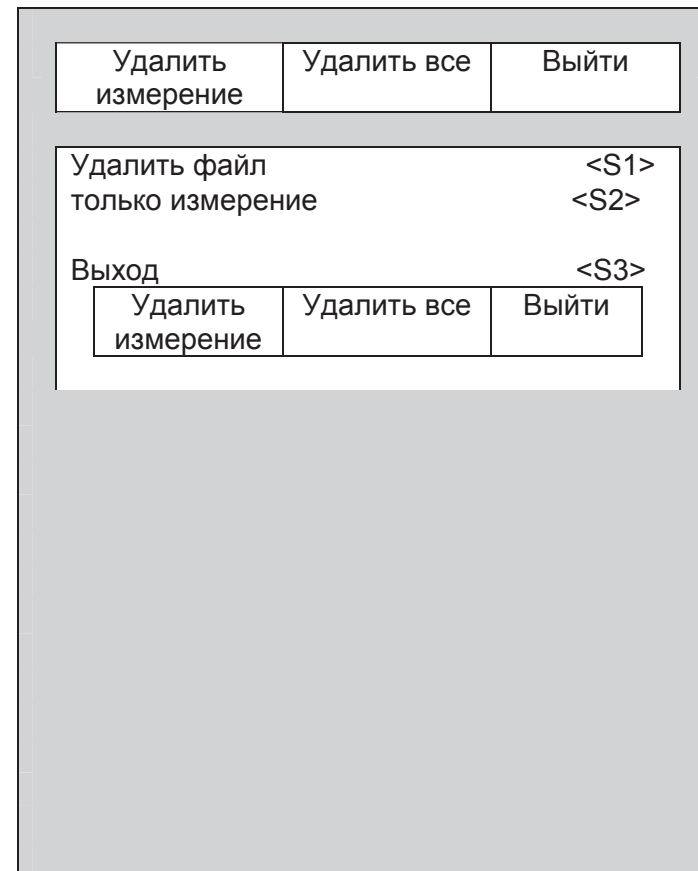 Удалить Удалить все Выйти
измерение
Удалить файл <S1>
только измерение <S2>
Выход <S3>
Удалить Удалить все Выйти
измерение